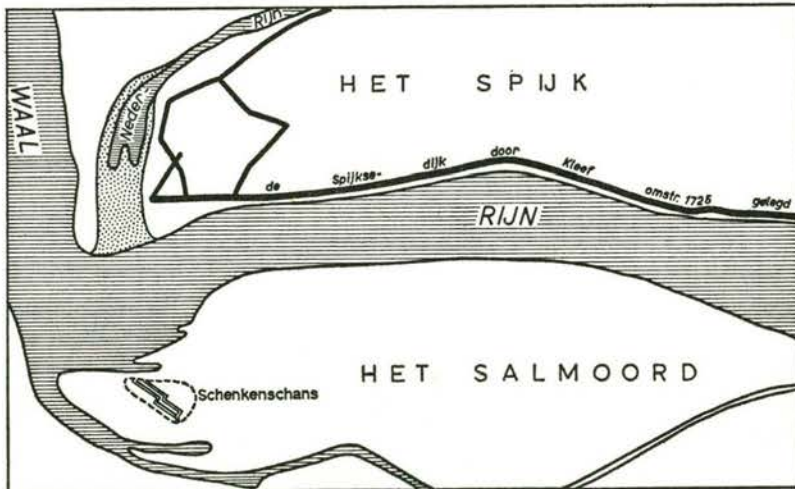 Rijn
WAAL
Neder
HET SPIJK
de Spijkse- dijk door Kleef omstr. 1725 gelegd
RIJN
HET SALMOORD
Schenkenschans